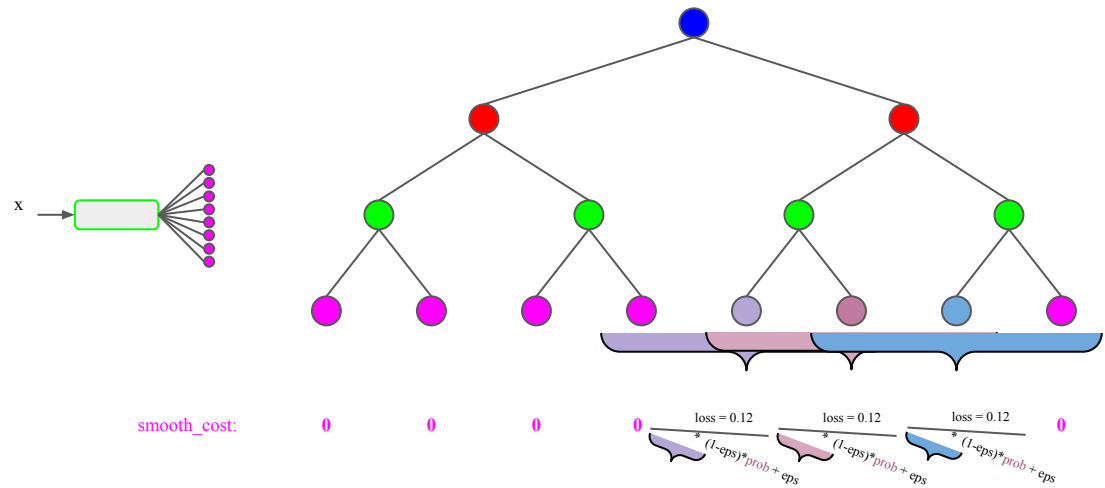 x
smooth_cost: 0 0 0 0 0
loss = 0.12 loss = 0.12 loss = 0.12
* (1-eps)*prob + eps * (1-eps)*prob + eps * (1-eps)*prob + eps